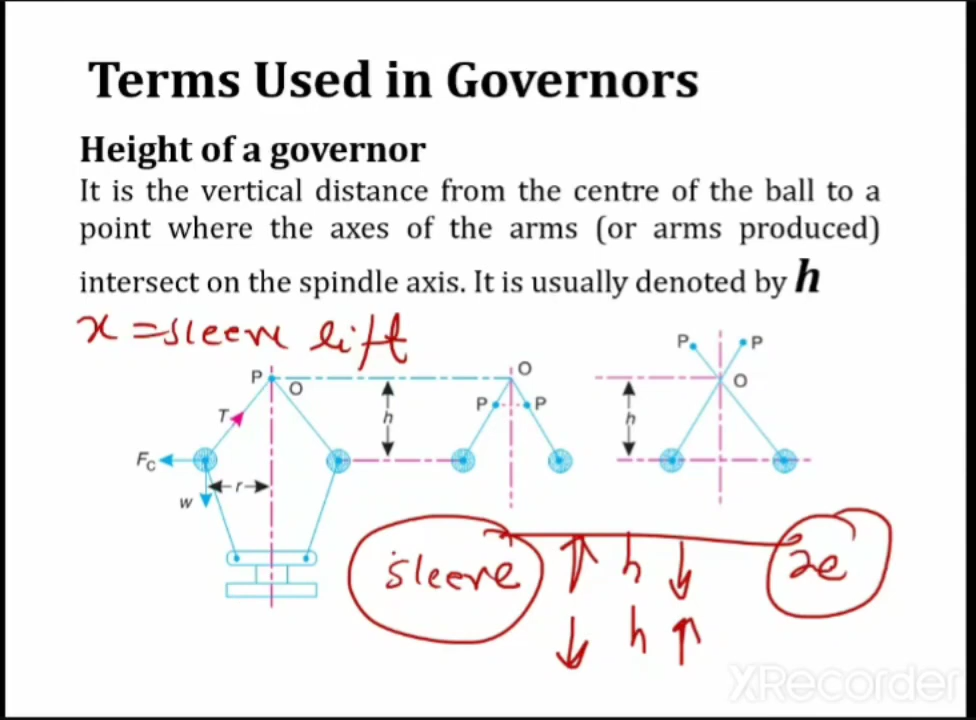 Terms Used in Governors
Height of a governor
It is the vertical distance from the centre of the ball to a
point where the axes of the arms (or arms produced)
intersect on the spindle axis. It is usually denoted by h
x = sleeve lift
P O
O
P P
P P
O
T
h
h
Fc
r
w
sleeve ↑ h ↓
↓ h ↑
XRecorder